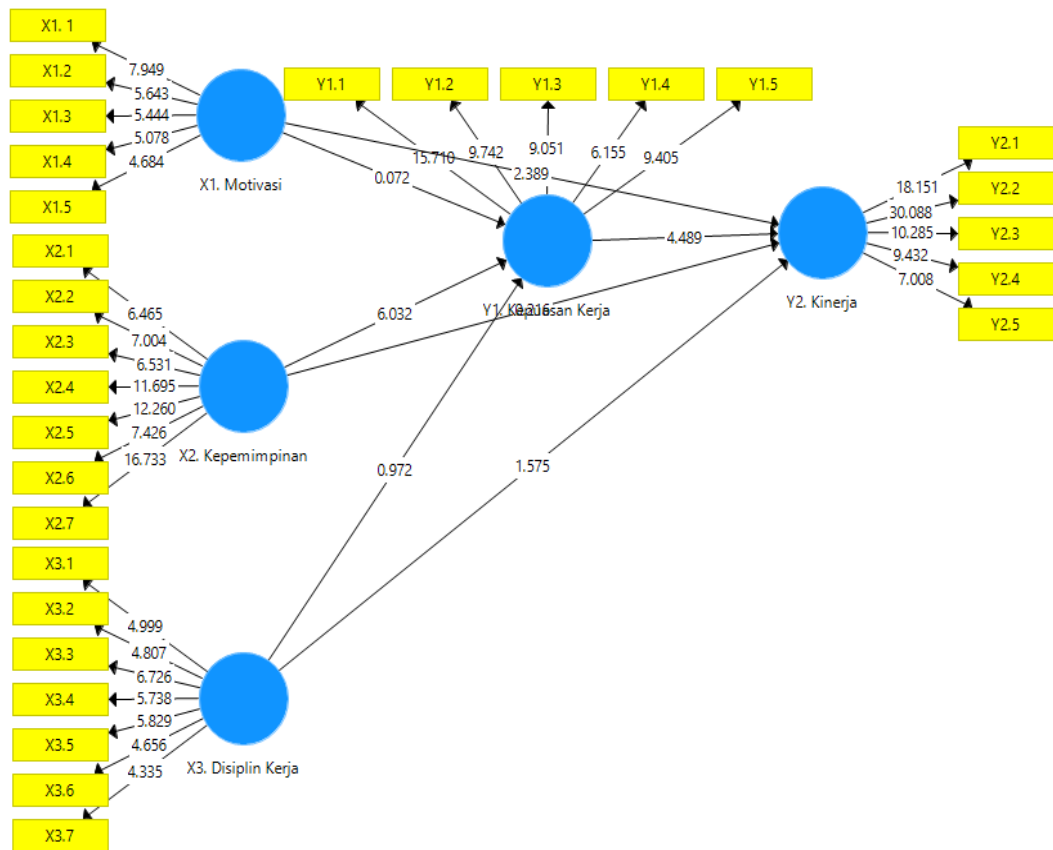 X1. 1
X1.2
X1.3
X1.4
X1.5
7.949
5.643
5.444
5.078
4.684
X1. Motivasi
Y1.1
Y1.2
Y1.3
Y1.4
Y1.5
15.710
9.742
9.051
6.155
9.405
2.389
0.072
Y1. Kepuasan Kerja
4.489
Y2. Kinerja
18.151
30.088
10.285
9.432
7.008
Y2.1
Y2.2
Y2.3
Y2.4
Y2.5
X2.1
X2.2
X2.3
X2.4
X2.5
X2.6
X2.7
6.465
7.004
6.531
11.695
12.260
7.426
16.733
X2. Kepemimpinan
6.032
0.972
1.575
X3.1
X3.2
X3.3
X3.4
X3.5
X3.6
X3.7
4.999
4.807
6.726
5.738
5.829
4.656
4.335
X3. Disiplin Kerja